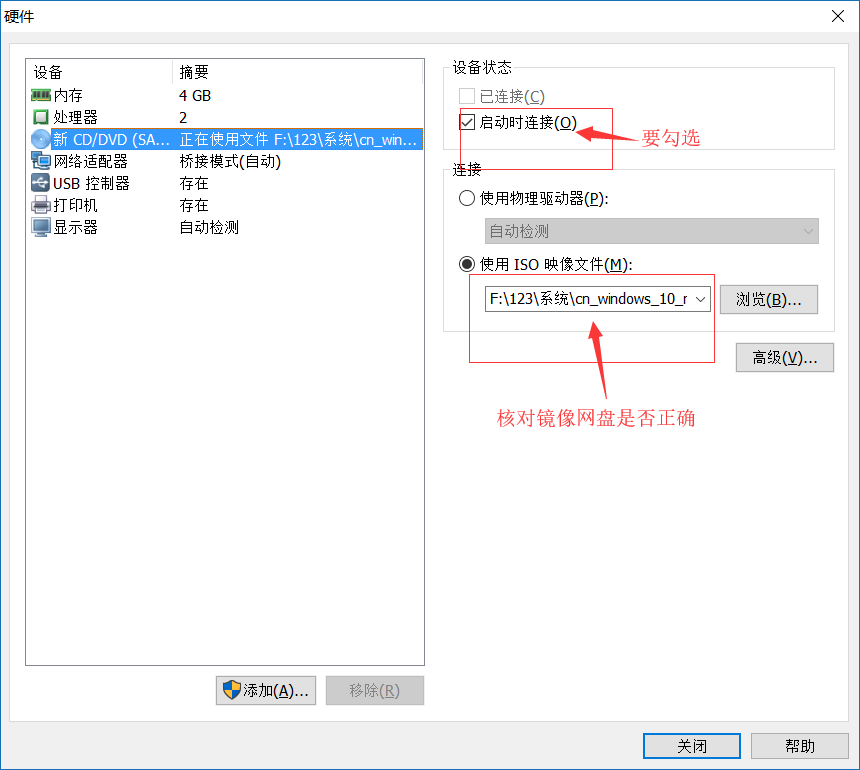 硬件
设备 摘要
内存 4 GB
处理器 2
新 CD/DVD (SA... 正在使用文件 F:\123\系统\cn_win...
网络适配器 桥接模式(自动)
USB 控制器 存在
打印机 存在
显示器 自动检测
添加(A)...
移除(R)
设备状态
已连接(C)
启动时连接(O)
要勾选
连接
使用物理驱动器(P):
自动检测
使用 ISO 映像文件(M):
F:\123\系统\cn_windows_10_r
浏览(B)...
高级(V)...
核对镜像网盘是否正确
关闭
帮助